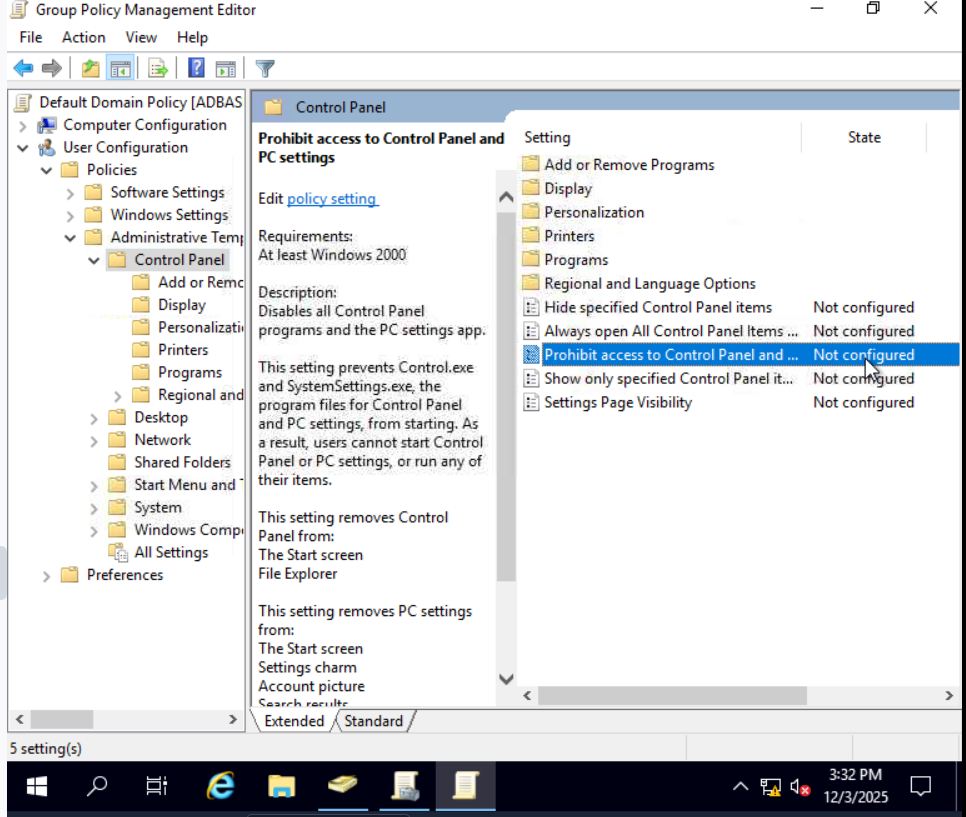 Group Policy Management Editor
File Action View Help
Default Domain Policy [ADBAS
Computer Configuration
User Configuration
Policies
Software Settings
Windows Settings
Administrative Temp
Control Panel
Add or Remo
Display
Personalizati
Printers
Programs
Regional and
Desktop
Network
Shared Folders
Start Menu and T
System
Windows Compo
All Settings
Preferences
Control Panel
Prohibit access to Control Panel and
PC settings
Edit policy setting
Requirements:
At least Windows 2000
Description:
Disables all Control Panel
programs and the PC settings app.
This setting prevents Control.exe
and SystemSettings.exe, the
program files for Control Panel
and PC settings, from starting. As
a result, users cannot start Control
Panel or PC settings, or run any of
their items.
This setting removes Control
Panel from:
The Start screen
File Explorer
This setting removes PC settings
from:
The Start screen
Settings charm
Account picture
Search results
Setting State
Add or Remove Programs
Display
Personalization
Printers
Programs
Regional and Language Options
Hide specified Control Panel items Not configured
Always open All Control Panel Items ... Not configured
Prohibit access to Control Panel and ... Not configured
Show only specified Control Panel it... Not configured
Settings Page Visibility Not configured
Extended Standard
5 setting(s)
3:32 PM
12/3/2025